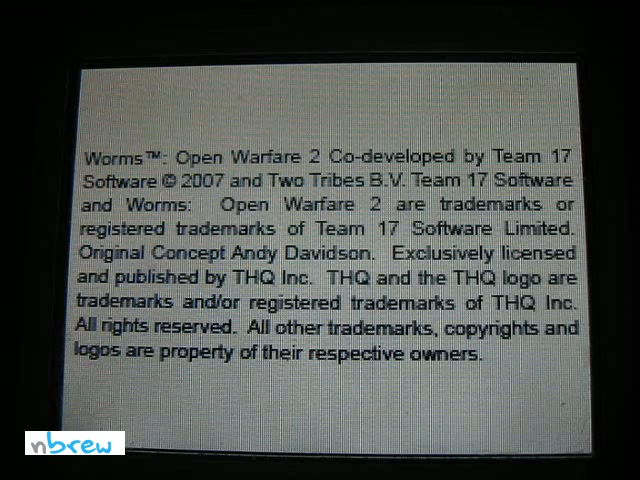 Worms™: Open Warfare 2 Co-developed by Team 17
Software © 2007 and Two Tribes B.V. Team 17 Software
and Worms: Open Warfare 2 are trademarks or
registered trademarks of Team 17 Software Limited.
Original Concept Andy Davidson. Exclusively licensed
and published by THQ Inc. THQ and the THQ logo are
trademarks and/or registered trademarks of THQ Inc.
All rights reserved. All other trademarks, copyrights and
logos are property of their respective owners.
nbrew